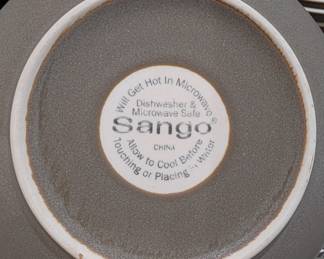 Will Get Hot In Microwave
Dishwasher &
Microwave Safe
Sango®
CHINA
Allow to Cool Before
Touching or Placing in Water